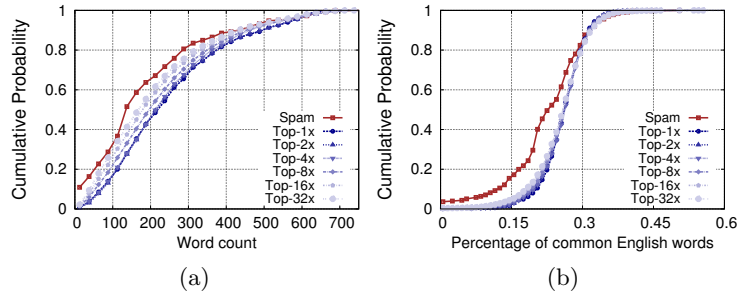 1
0.8
0.6
0.4
0.2
0
Cumulative Probability
Spam
Top-1x
Top-2x
Top-4x
Top-8x
Top-16x
Top-32x
0 100 200 300 400 500 600 700
Word count
(a)
1
0.8
0.6
0.4
0.2
0
Cumulative Probability
Spam
Top-1x
Top-2x
Top-4x
Top-8x
Top-16x
Top-32x
0 0.15 0.3 0.45 0.6
Percentage of common English words
(b)